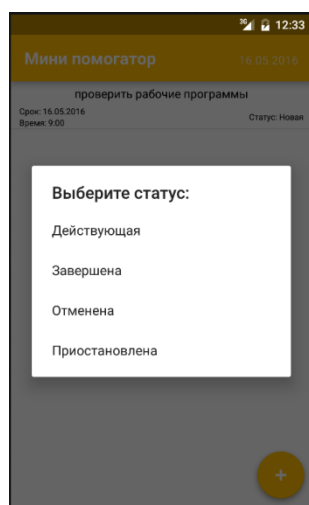 3G 12:33
Мини помогатор 16.05.2016
проверить рабочие программы
Срок: 16.05.2016
Время: 9:00 Статус: Новая
Выберите статус:
Действующая
Завершена
Отменена
Приостановлена
+